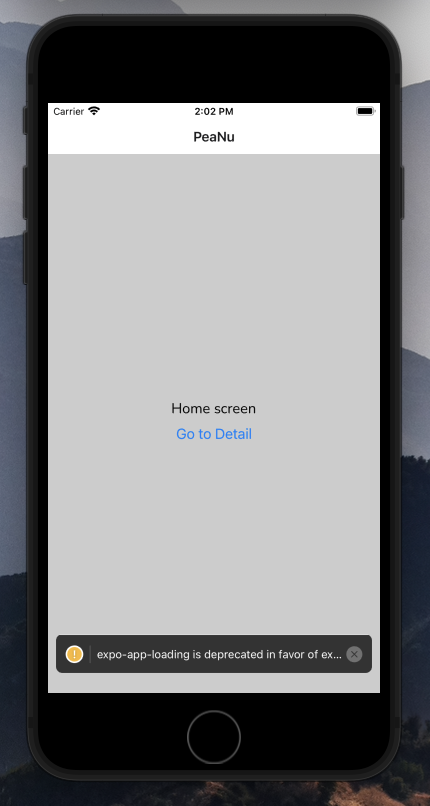 Carrier 2:02 PM
PeaNu
Home screen
Go to Detail
! expo-app-loading is deprecated in favor of ex...